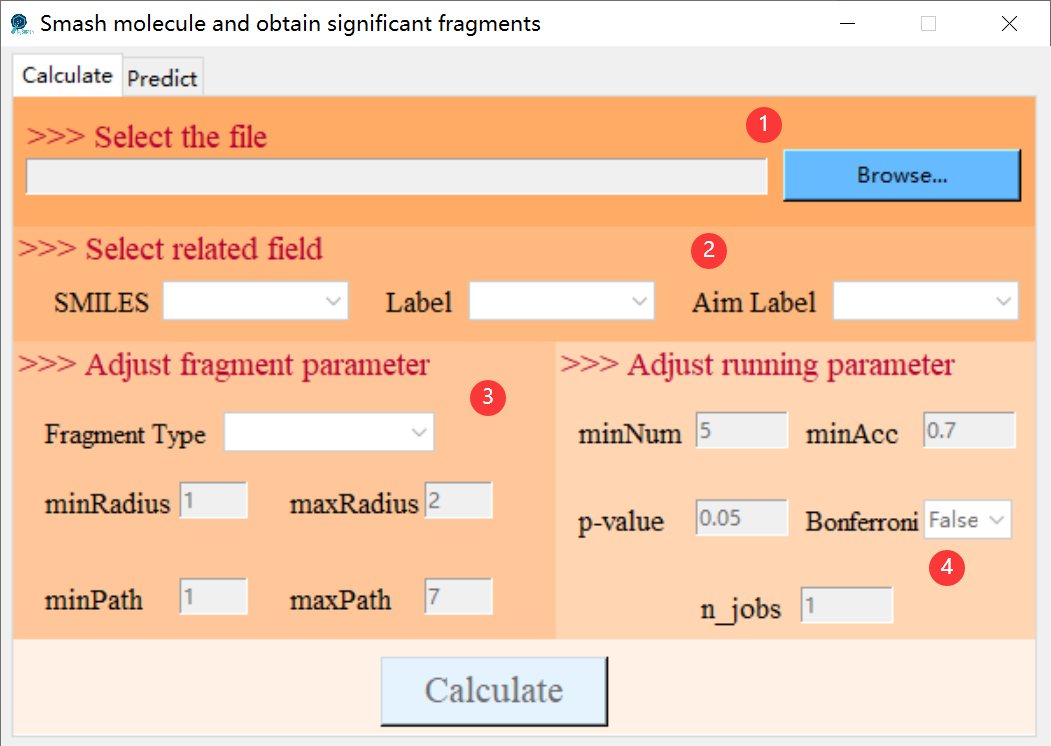 Smash molecule and obtain significant fragments
Calculate Predict
>>> Select the file
1
Browse...
>>> Select related field
2
SMILES Label Aim Label
>>> Adjust fragment parameter
3
Fragment Type
minRadius 1 maxRadius 2
minPath 1 maxPath 7
>>> Adjust running parameter
minNum 5 minAcc 0.7
p-value 0.05 Bonferroni False
4
n_jobs 1
Calculate